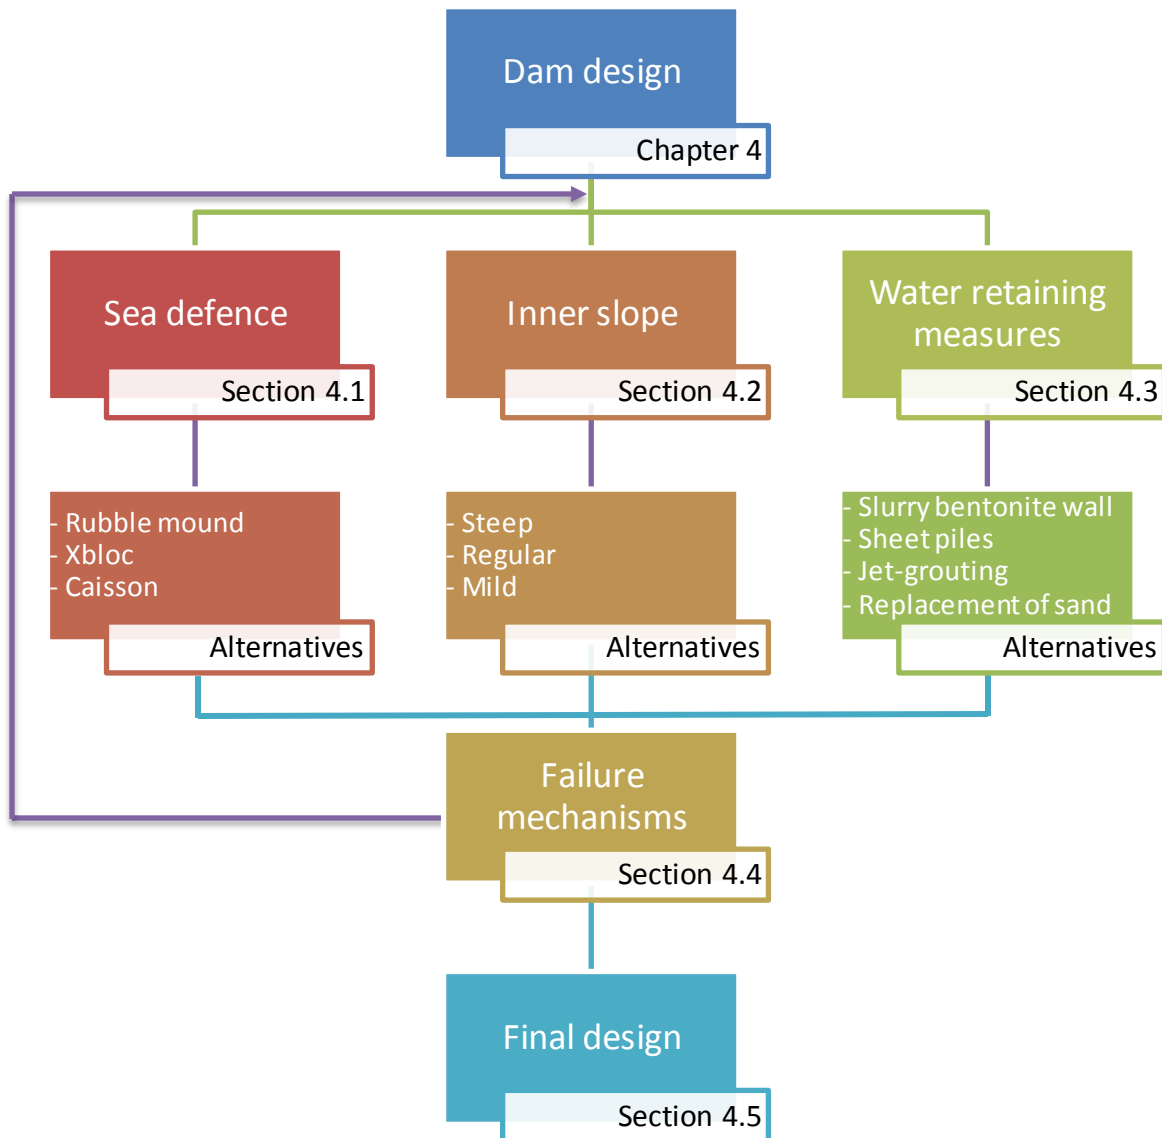 Dam design
Chapter 4
Sea defence
Section 4.1
Inner slope
Section 4.2
Water retaining
measures
Section 4.3
- Rubble mound
- Xbloc
- Caisson
Alternatives
- Steep
- Regular
- Mild
Alternatives
- Slurry bentonite wall
- Sheet piles
- Jet-grouting
- Replacement of sand
Alternatives
Failure
mechanisms
Section 4.4
Final design
Section 4.5